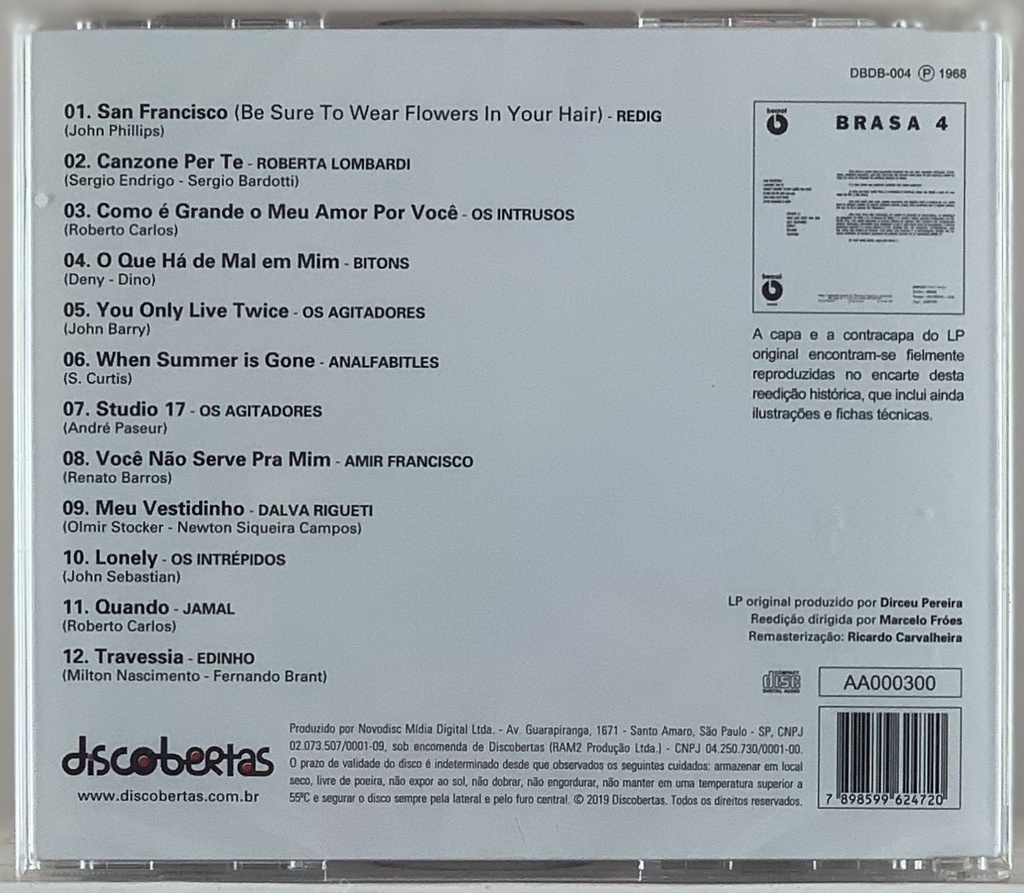 DBDB-004 Ⓟ 1968
01. San Francisco (Be Sure To Wear Flowers In Your Hair) - REDIG
(John Phillips)
02. Canzone Per Te - ROBERTA LOMBARDI
(Sergio Endrigo - Sergio Bardotti)
03. Como é Grande o Meu Amor Por Você - OS INTRUSOS
(Roberto Carlos)
04. O Que Há de Mal em Mim - BITONS
(Deny - Dino)
05. You Only Live Twice - OS AGITADORES
(John Barry)
06. When Summer is Gone - ANALFABITLES
(S. Curtis)
07. Studio 17 - OS AGITADORES
(André Paseur)
08. Você Não Serve Pra Mim - AMIR FRANCISCO
(Renato Barros)
09. Meu Vestidinho - DALVA RIGUETI
(Olmir Stocker - Newton Siqueira Campos)
10. Lonely - OS INTRÉPIDOS
(John Sebastian)
11. Quando - JAMAL
(Roberto Carlos)
12. Travessia - EDINHO
(Milton Nascimento - Fernando Brant)
bemol
BRASA 4
bemol
A capa e a contracapa do LP
original encontram-se fielmente
reproduzidas no encarte desta
reedição histórica, que inclui ainda
ilustrações e fichas técnicas.
LP original produzido por Dirceu Pereira
Reedição dirigida por Marcelo Fróes
Remasterização: Ricardo Carvalheira
COMPACT
disc
DIGITAL AUDIO
AA000300
discobertas
www.discobertas.com.br
Produzido por Novodisc Mídia Digital Ltda. - Av. Guarapiranga, 1671 - Santo Amaro, São Paulo - SP, CNPJ
02.073.507/0001-09, sob encomenda de Discobertas (RAM2 Produção Ltda.) - CNPJ 04.250.730/0001-00.
O prazo de validade do disco é indeterminado desde que observados os seguintes cuidados: armazenar em local
seco, livre de poeira, não expor ao sol, não dobrar, não engordurar, não manter em uma temperatura superior a
55ºC e segurar o disco sempre pela lateral e pelo furo central. © 2019 Discobertas. Todos os direitos reservados.
7 898599 624720